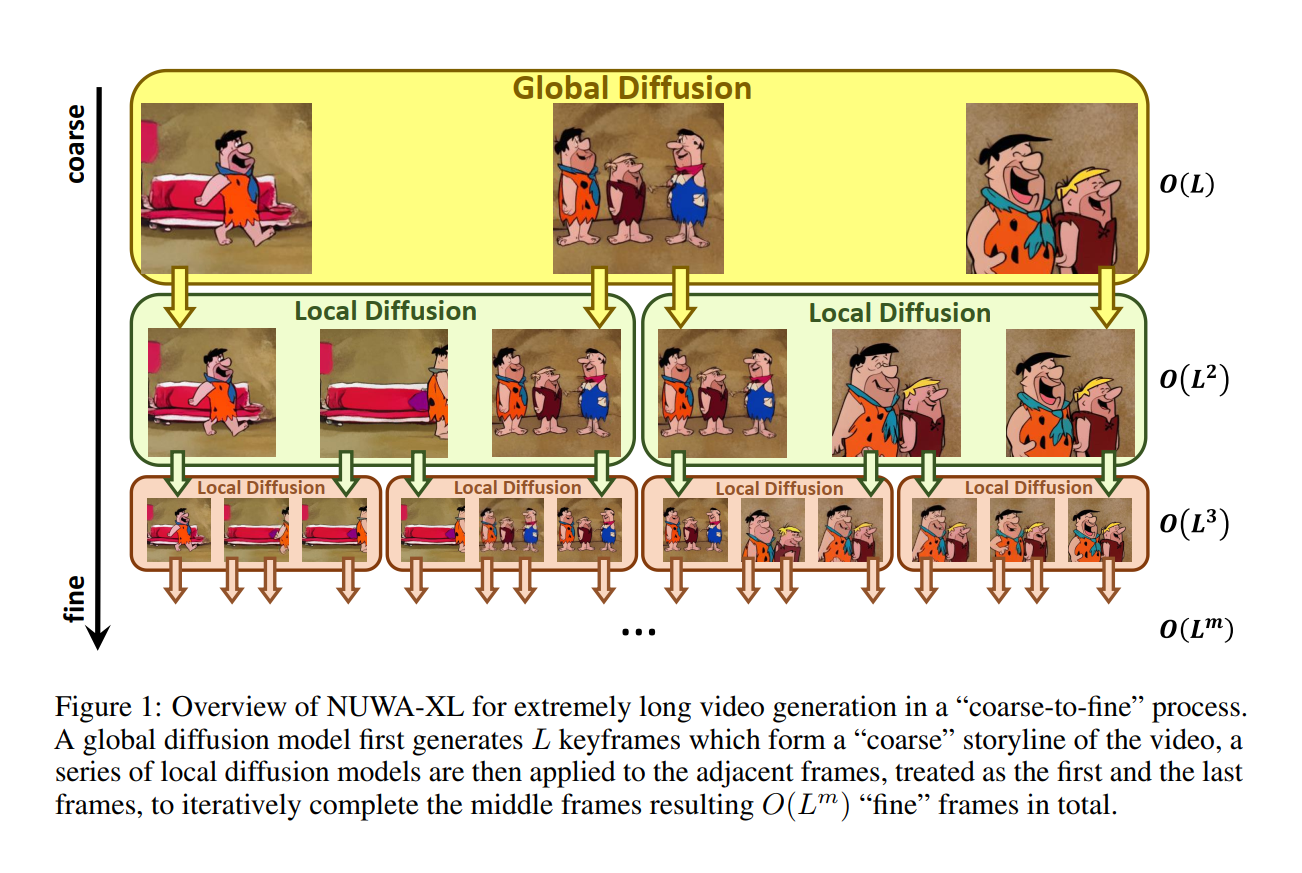 Global Diffusion
coarse
O(L)
Local Diffusion
Local Diffusion
O(L²)
Local Diffusion
Local Diffusion
Local Diffusion
Local Diffusion
O(L³)
fine
...
O(Lᵐ)
Figure 1: Overview of NUWA-XL for extremely long video generation in a “coarse-to-fine” process.
A global diffusion model first generates L keyframes which form a “coarse” storyline of the video, a
series of local diffusion models are then applied to the adjacent frames, treated as the first and the last
frames, to iteratively complete the middle frames resulting O(Lᵐ) “fine” frames in total.